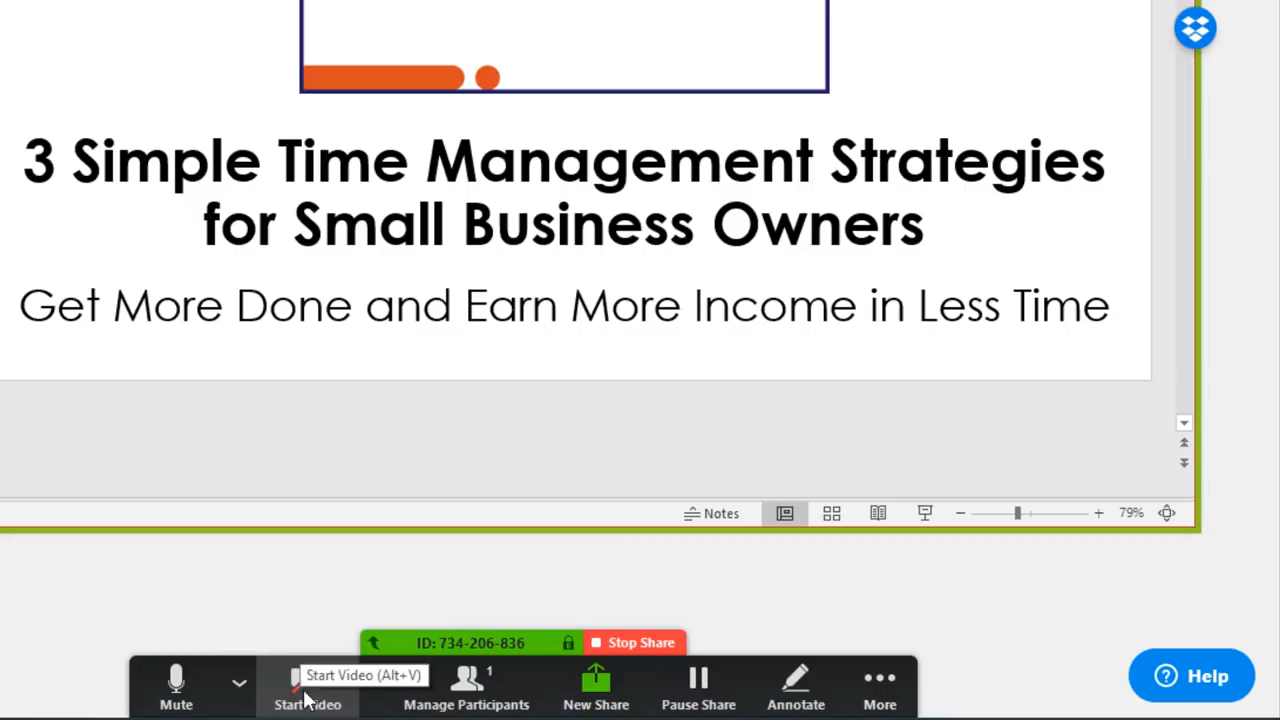 3 Simple Time Management Strategies
for Small Business Owners
Get More Done and Earn More Income in Less Time
Notes
79%
ID: 734-206-836
Stop Share
Start Video (Alt+V)
1
Mute
Start Video
Manage Participants
New Share
Pause Share
Annotate
More
Help